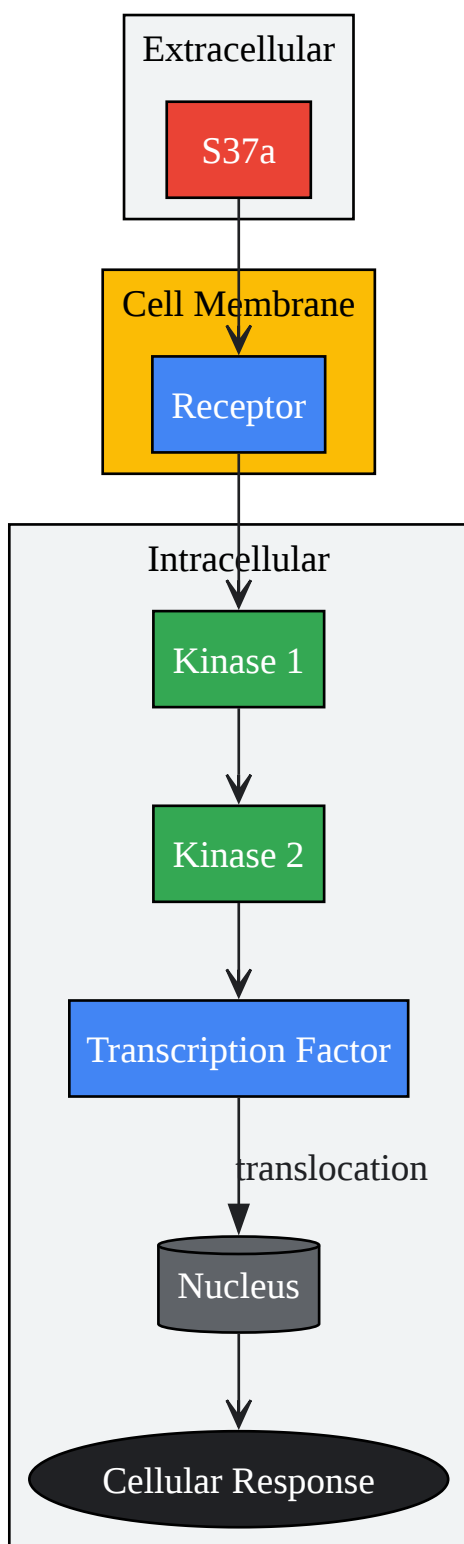 Extracellular
S37a
Cell Membrane
Receptor
Intracellular
Kinase 1
Kinase 2
Transcription Factor
translocation
Nucleus
Cellular Response